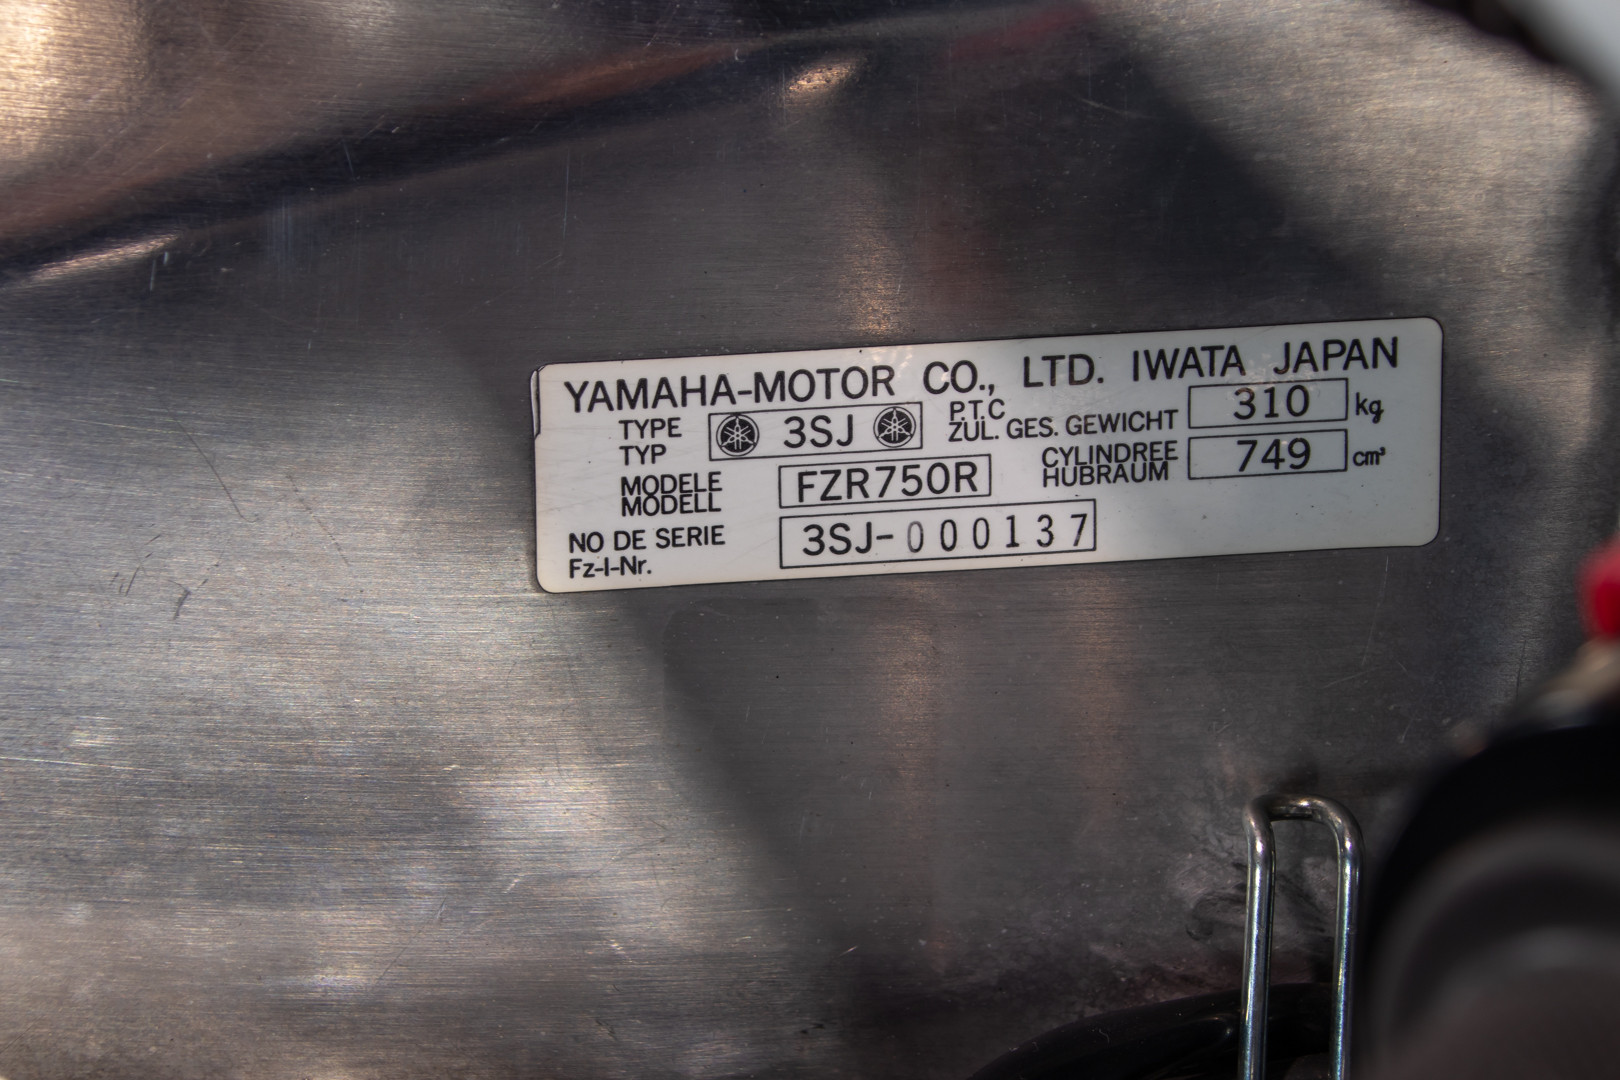 YAMAHA-MOTOR CO., LTD. IWATA JAPAN
TYPE
TYP
3SJ
P.T.C
ZUL. GES. GEWICHT
310 kg
MODELE
MODELL
FZR750R
CYLINDREE
HUBRAUM
749 cm³
NO DE SERIE
Fz-I-Nr.
3SJ-000137